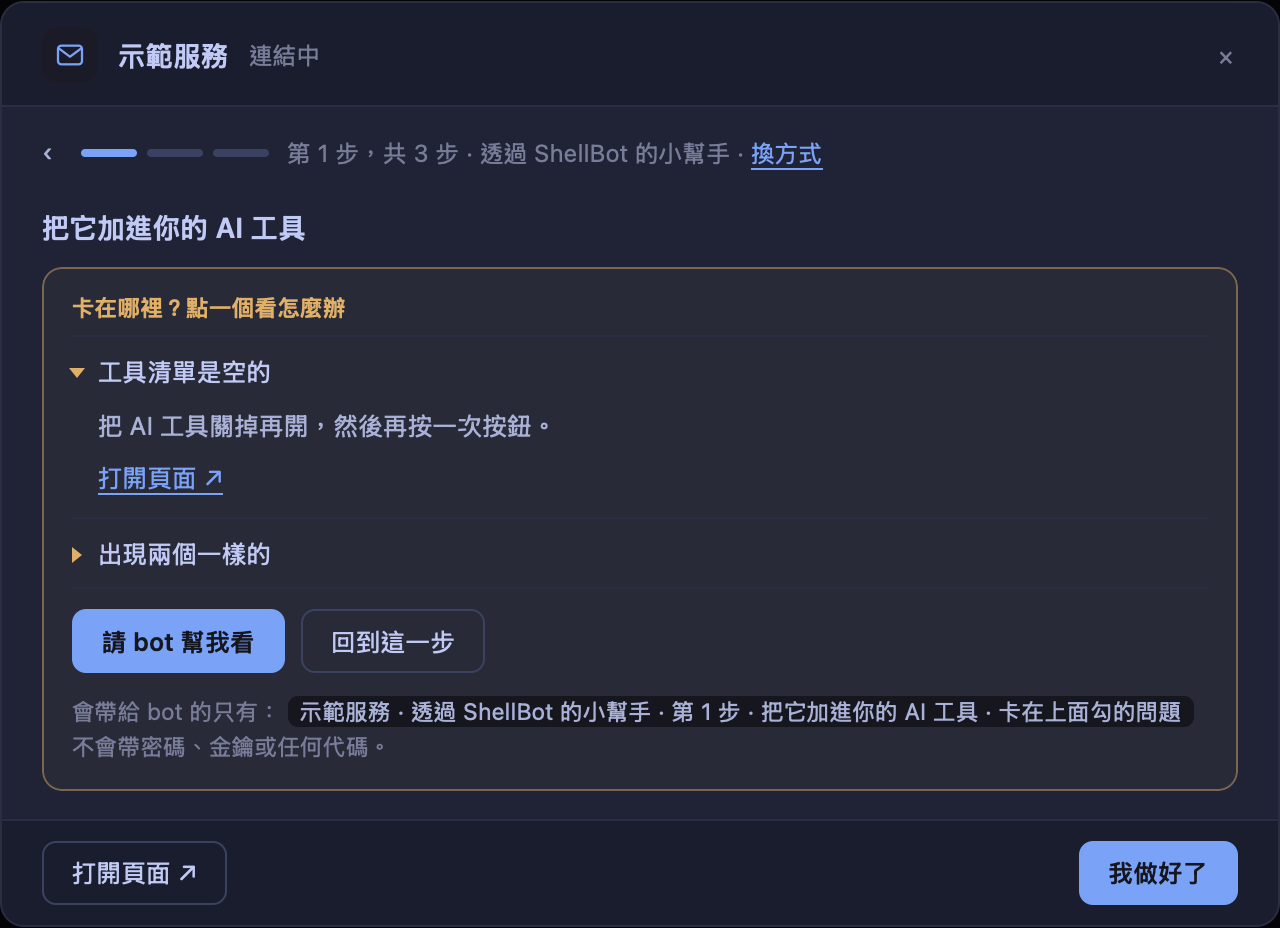 示範服務 連結中 ×
‹ 第 1 步，共 3 步 · 透過 ShellBot 的小幫手 · 換方式
把它加進你的 AI 工具
卡在哪裡？點一個看怎麼辦
工具清單是空的
把 AI 工具關掉再開，然後再按一次按鈕。
打開頁面 ↗
出現兩個一樣的
請 bot 幫我看 回到這一步
會帶給 bot 的只有： 示範服務 · 透過 ShellBot 的小幫手 · 第 1 步 · 把它加進你的 AI 工具 · 卡在上面勾的問題
不會帶密碼、金鑰或任何代碼。
打開頁面 ↗ 我做好了